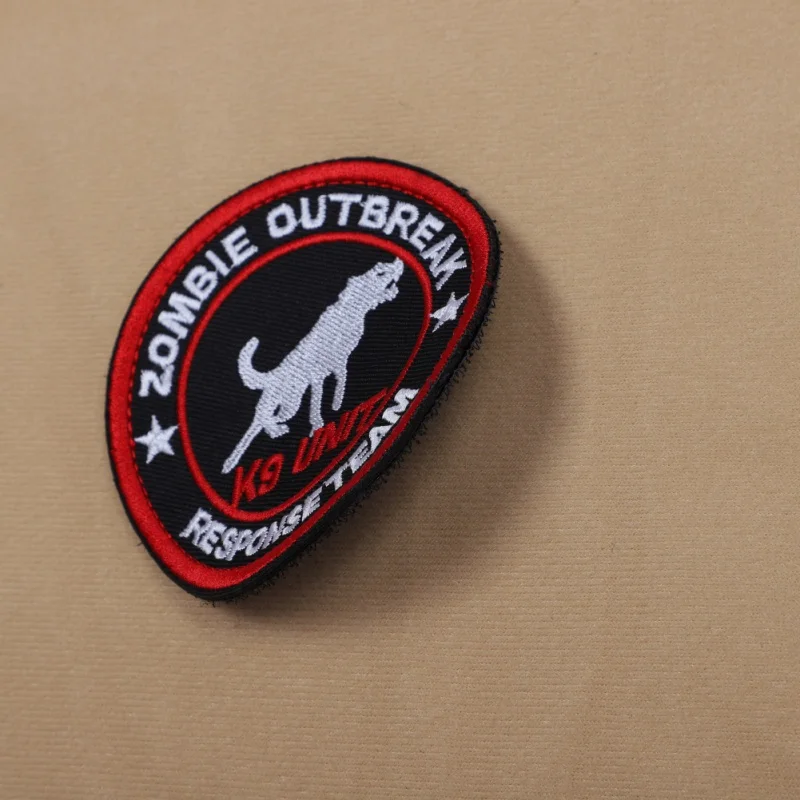 ZOMBIE OUTBREAK
K9 UNIT
RESPONSE TEAM